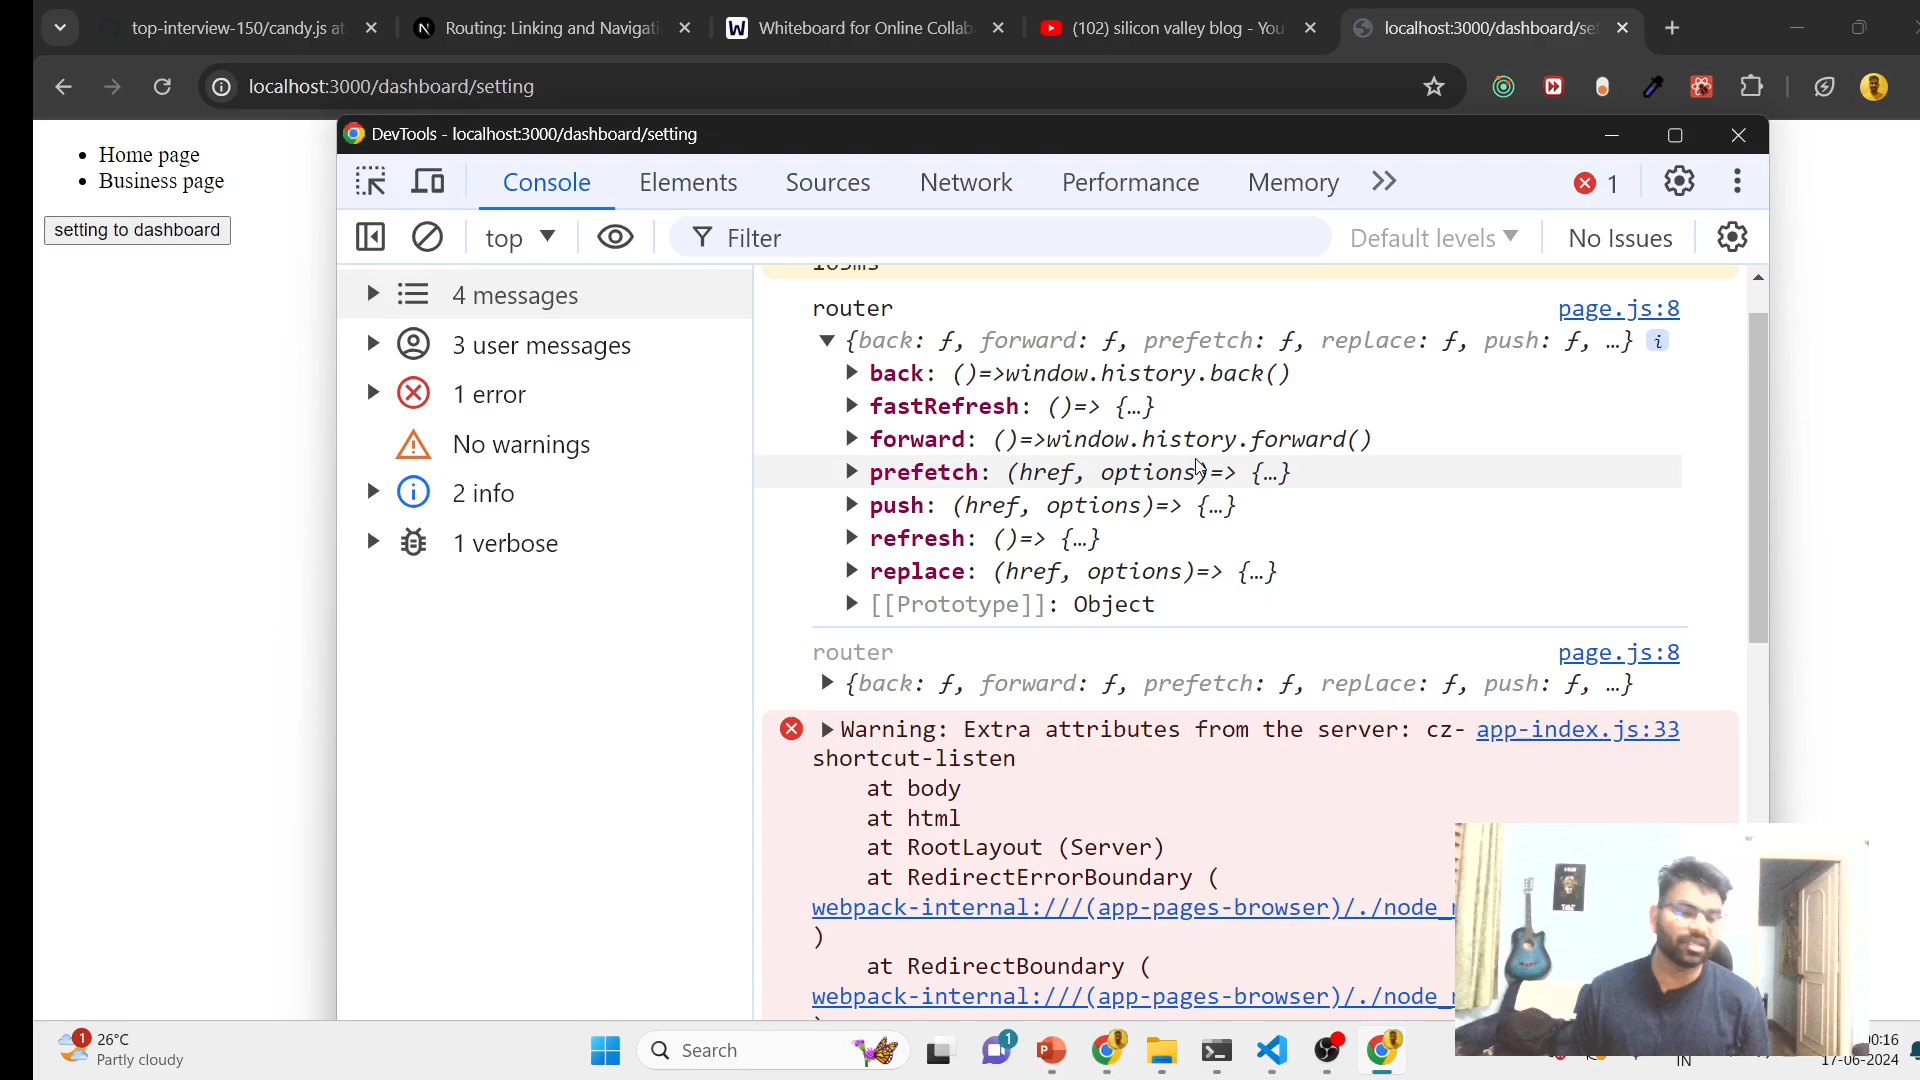 top-interview-150/candy.js at
Routing: Linking and Navigati
Whiteboard for Online Collab
(102) silicon valley blog - You
localhost:3000/dashboard/set
localhost:3000/dashboard/setting
Home page
Business page
setting to dashboard
DevTools - localhost:3000/dashboard/setting
Console
Elements
Sources
Network
Performance
Memory
1
top
Filter
Default levels
No Issues
4 messages
3 user messages
1 error
No warnings
2 info
1 verbose
router page.js:8
{back: ƒ, forward: ƒ, prefetch: ƒ, replace: ƒ, push: ƒ, …} i
back: ()=>window.history.back()
fastRefresh: ()=> {…}
forward: ()=>window.history.forward()
prefetch: (href, options)=> {…}
push: (href, options)=> {…}
refresh: ()=> {…}
replace: (href, options)=> {…}
[[Prototype]]: Object
router page.js:8
{back: ƒ, forward: ƒ, prefetch: ƒ, replace: ƒ, push: ƒ, …}
Warning: Extra attributes from the server: cz- app-index.js:33
shortcut-listen
at body
at html
at RootLayout (Server)
at RedirectErrorBoundary (
webpack-internal:///(app-pages-browser)/./node_
)
at RedirectBoundary (
webpack-internal:///(app-pages-browser)/./node_
1
26°C
Partly cloudy
Search
1
IN
0:16
17-06-2024